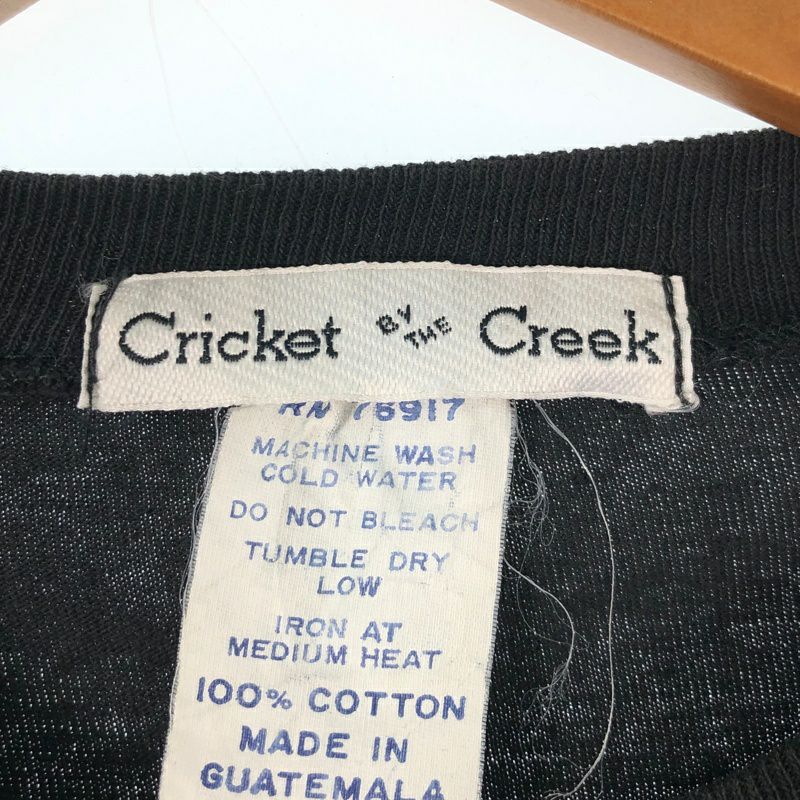 Cricket BY THE Creek
RN 76917
MACHINE WASH
COLD WATER
DO NOT BLEACH
TUMBLE DRY
LOW
IRON AT
MEDIUM HEAT
100% COTTON
MADE IN
GUATEMALA